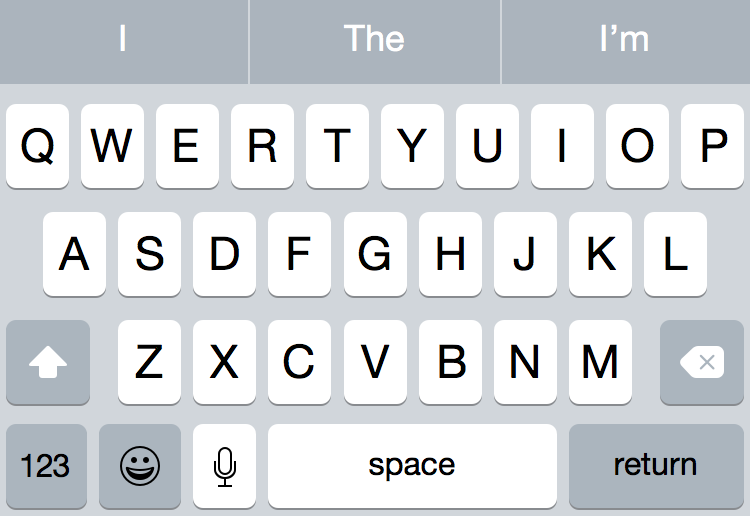 I The I’m
Q W E R T Y U I O P
A S D F G H J K L
Z X C V B N M
123 space return